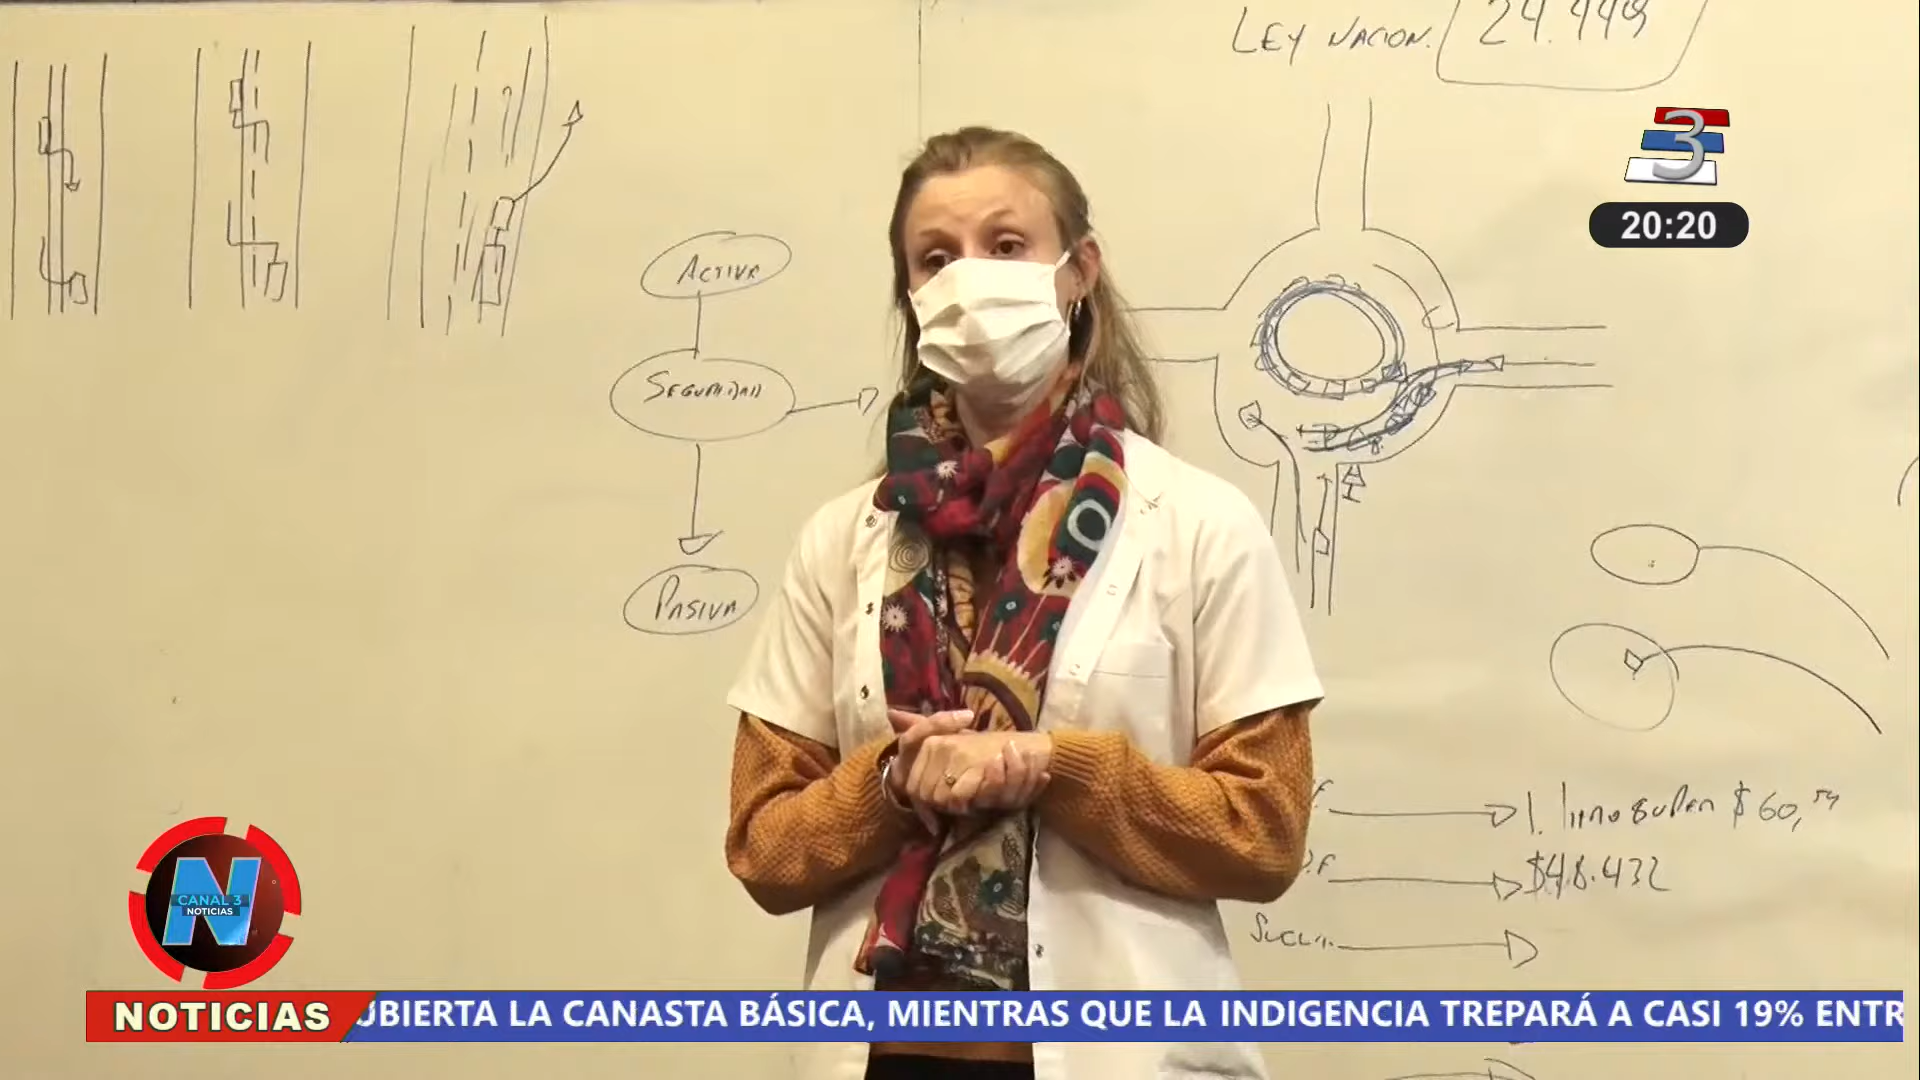 LEY NACION. 24.449
3
20:20
ACTIVA
SEGURIDAD
PASIVA
$ 60,
$48.432
CANAL 3
NOTICIAS
NOTICIAS
UBIERTA LA CANASTA BÁSICA, MIENTRAS QUE LA INDIGENCIA TREPARÁ A CASI 19% ENTR